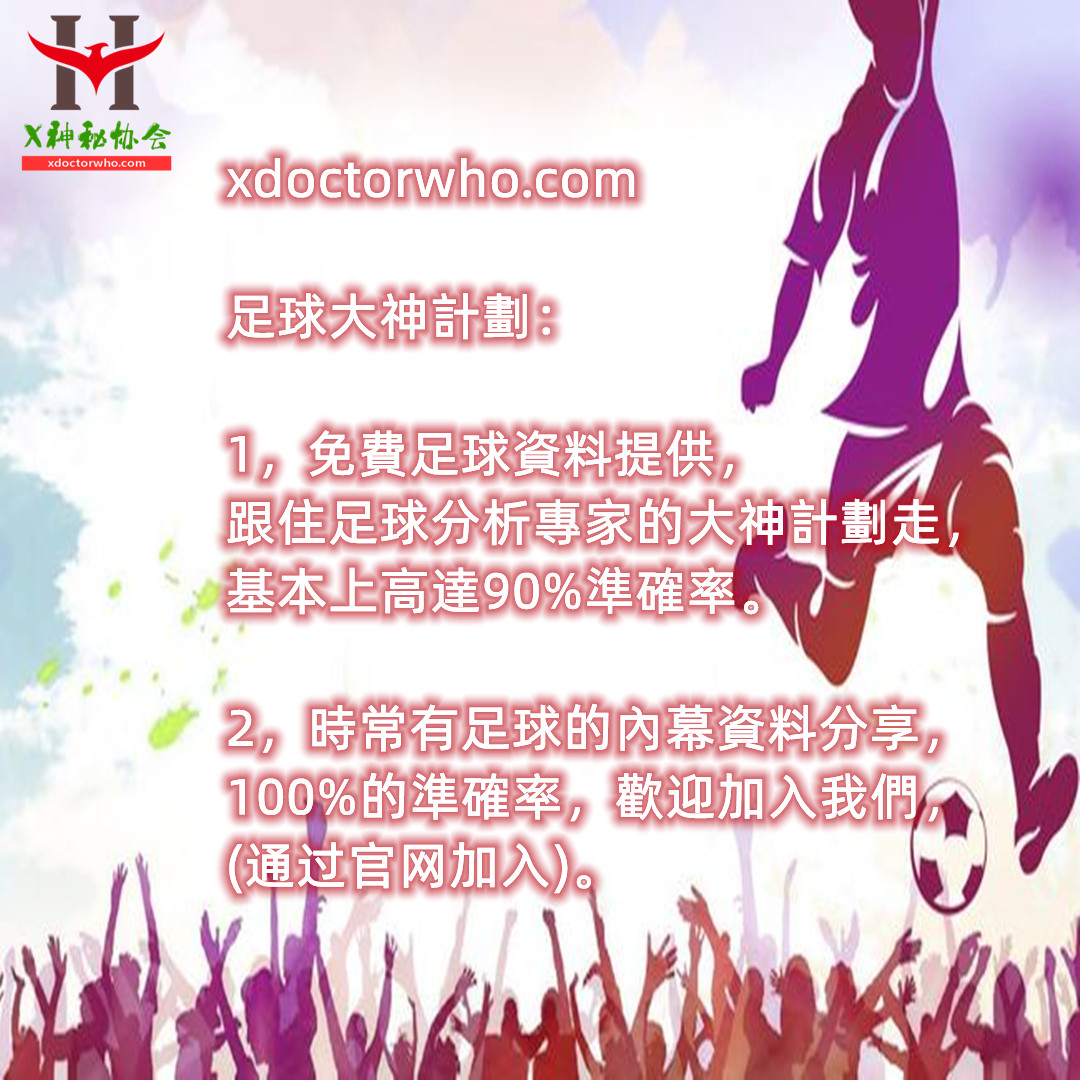 X神秘协会
xdoctorwho.com
xdoctorwho.com
足球大神計劃：
1，免費足球資料提供，
跟住足球分析專家的大神計劃走，
基本上高達90%準確率。
2，時常有足球的內幕資料分享，
100%的準確率，歡迎加入我們，
(通过官网加入)。